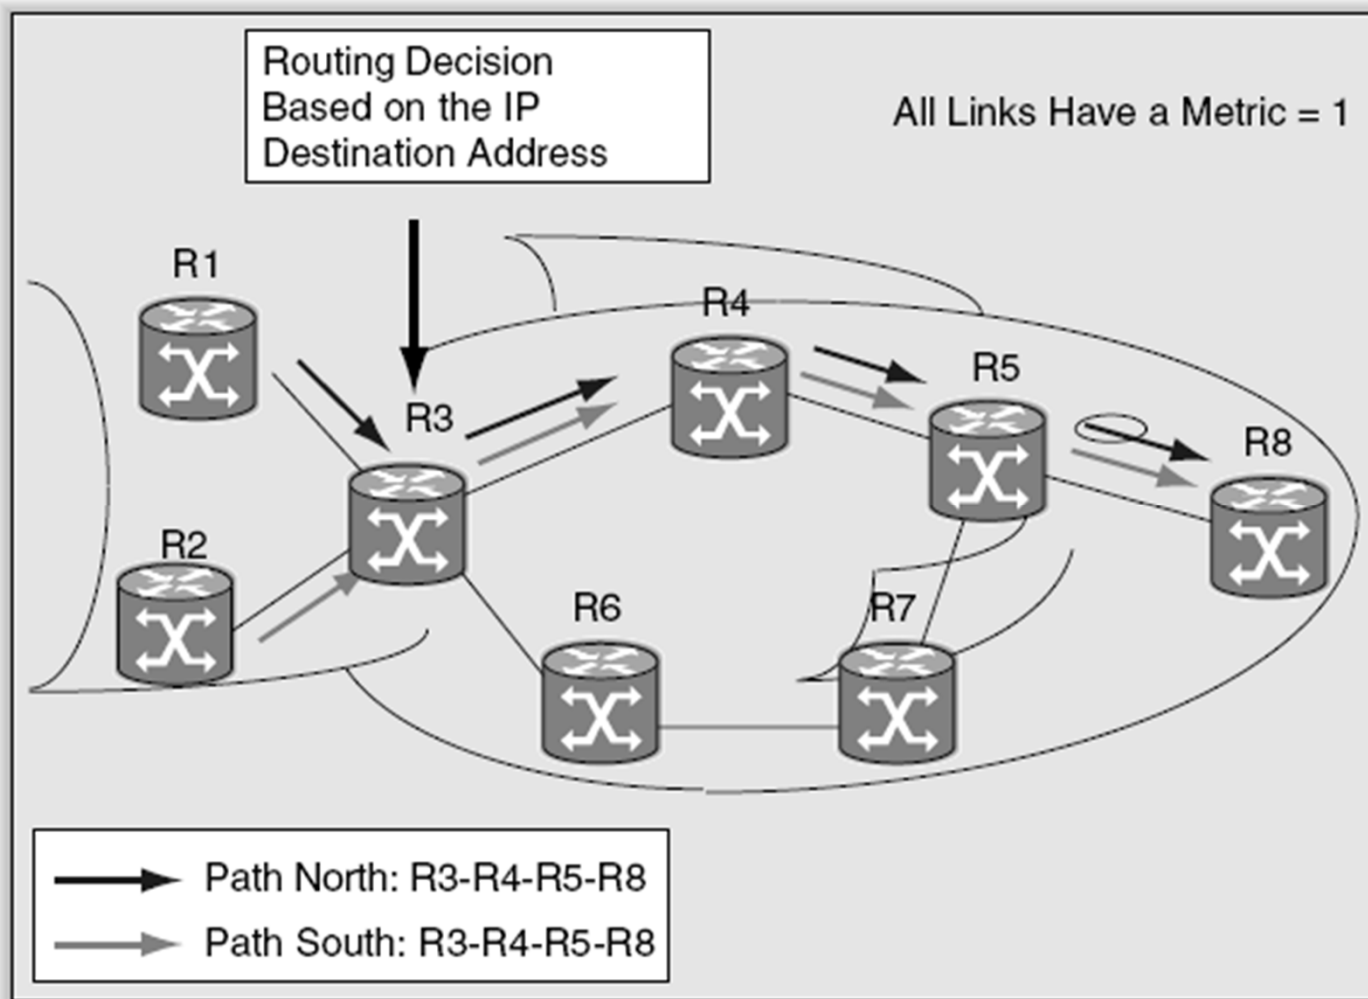 Routing Decision
Based on the IP
Destination Address
All Links Have a Metric = 1
R1
R4
R5
R3
R8
R2
R6
R7
Path North: R3-R4-R5-R8
Path South: R3-R4-R5-R8